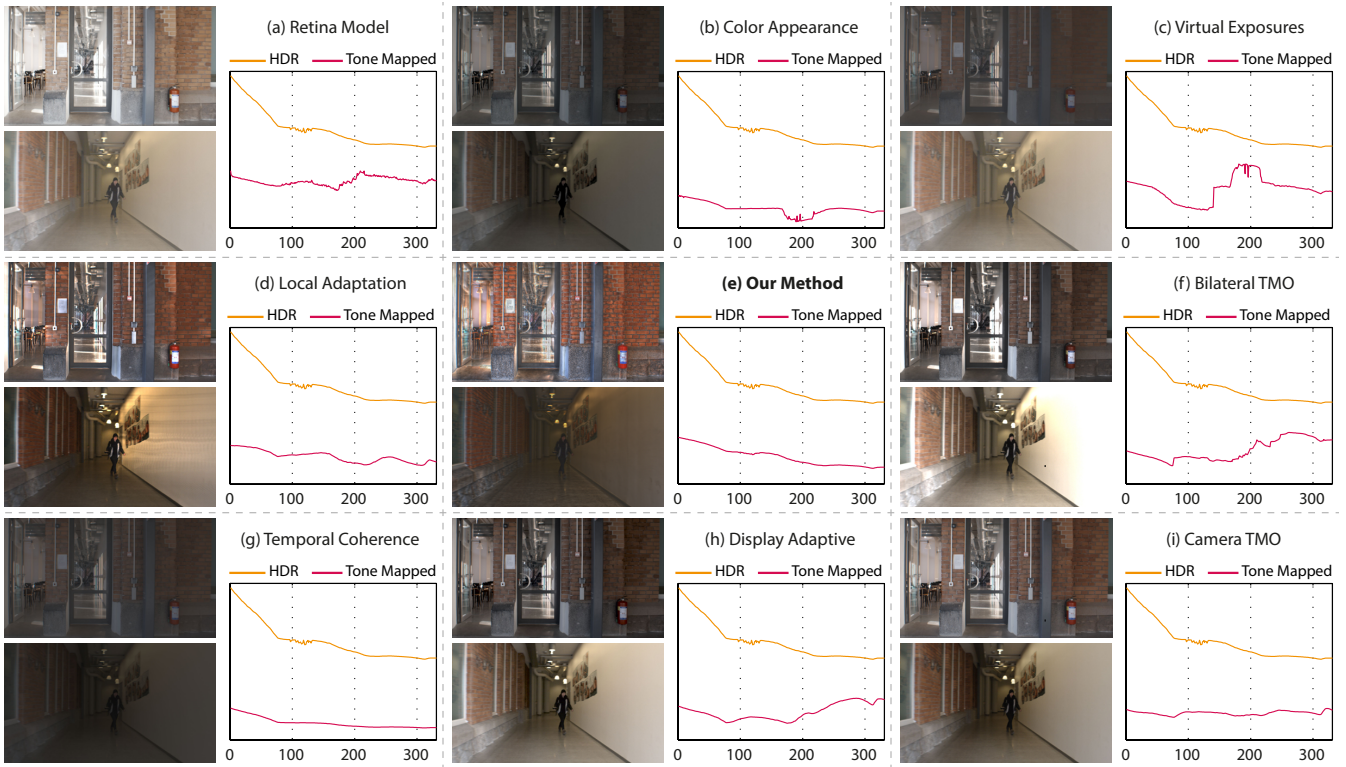 (a) Retina Model
HDR Tone Mapped
0 100 200 300
(b) Color Appearance
HDR Tone Mapped
0 100 200 300
(c) Virtual Exposures
HDR Tone Mapped
0 100 200 300
(d) Local Adaptation
HDR Tone Mapped
0 100 200 300
(e) Our Method
HDR Tone Mapped
0 100 200 300
(f) Bilateral TMO
HDR Tone Mapped
0 100 200 300
(g) Temporal Coherence
HDR Tone Mapped
0 100 200 300
(h) Display Adaptive
HDR Tone Mapped
0 100 200 300
(i) Camera TMO
HDR Tone Mapped
0 100 200 300